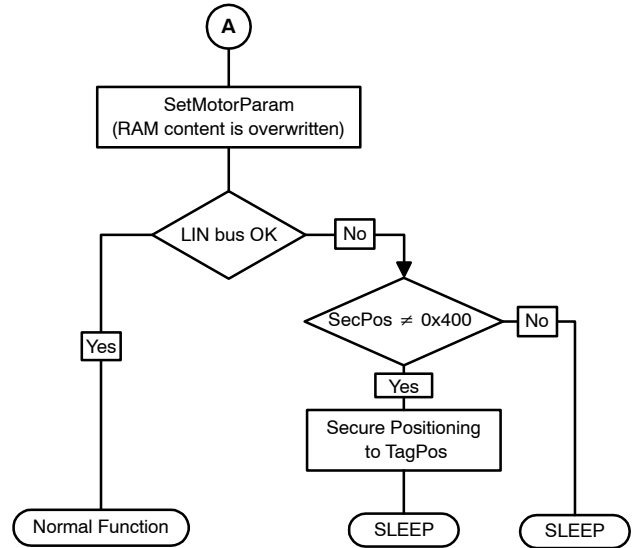 A
SetMotorParam
(RAM content is overwritten)
LIN bus OK
No
SecPos ≠ 0x400
No
Yes
Yes
Secure Positioning
to TagPos
Normal Function
SLEEP
SLEEP